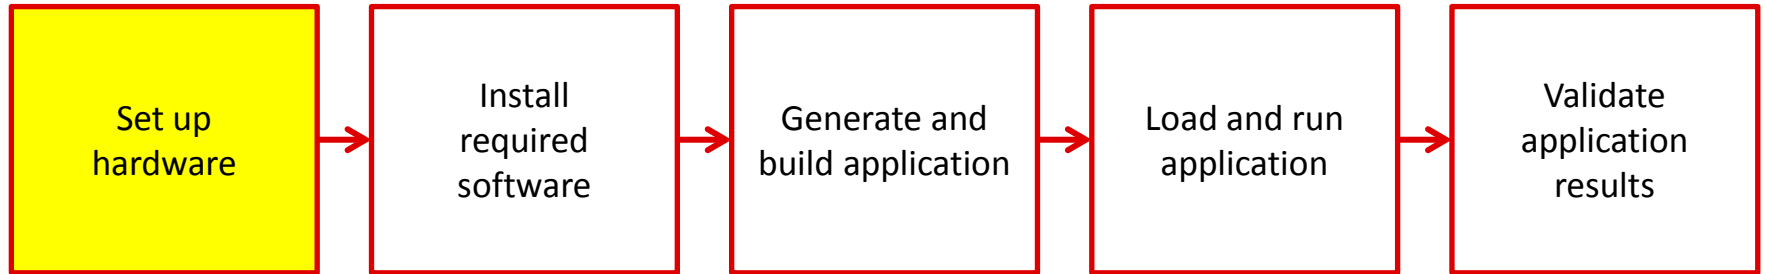 Set up
hardware
Install
required
software
Generate and
build application
Load and run
application
Validate
application
results